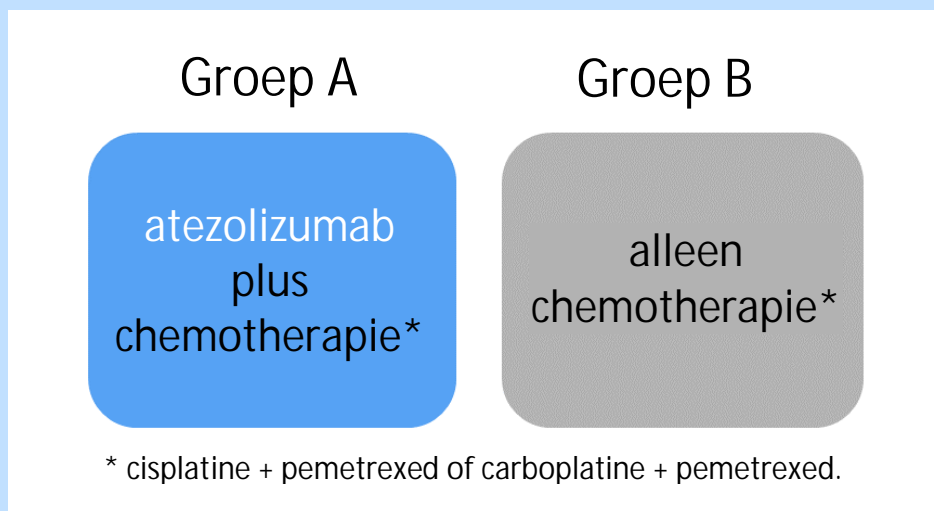 Groep A
Groep B
atezolizumab
plus
chemotherapie*
alleen
chemotherapie*
* cisplatine + pemetrexed of carboplatine + pemetrexed.